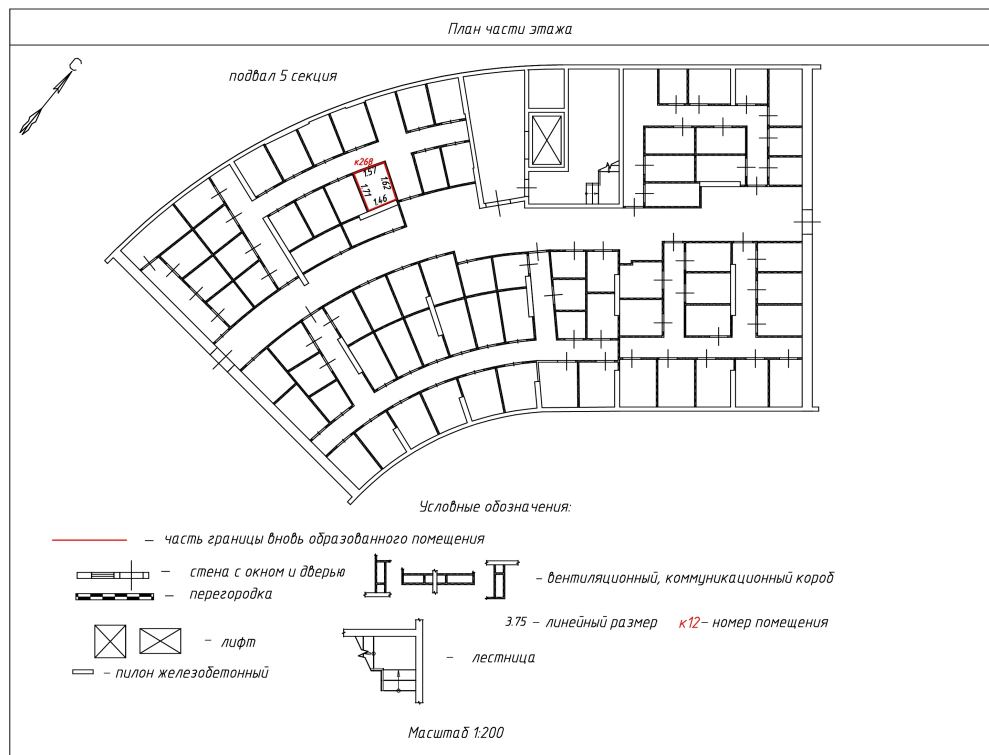 План части этажа
С
подвал 5 секция
к268
1.57
1.62
1.71
1.46
Условные обозначения:
– часть границы вновь образованного помещения
– стена с окном и дверью
– перегородка
– вентиляционный, коммуникационный короб
3.75 – линейный размер к12 – номер помещения
– лифт
– лестница
– пилон железобетонный
Масштаб 1:200